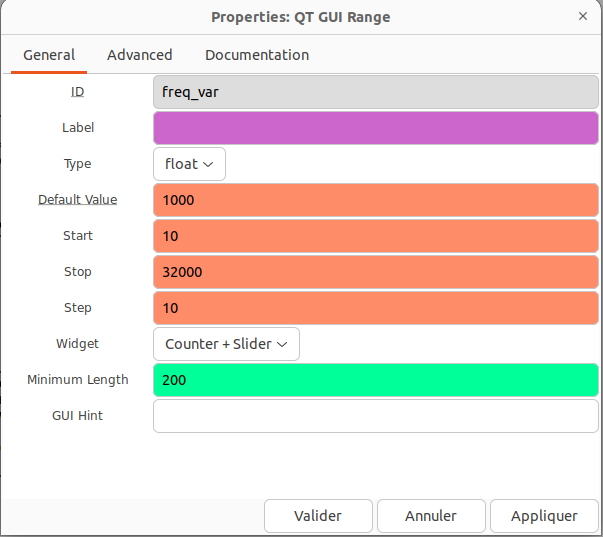 Properties: QT GUI Range
General Advanced Documentation
ID freq_var
Label
Type float
Default Value 1000
Start 10
Stop 32000
Step 10
Widget Counter + Slider
Minimum Length 200
GUI Hint
Valider Annuler Appliquer